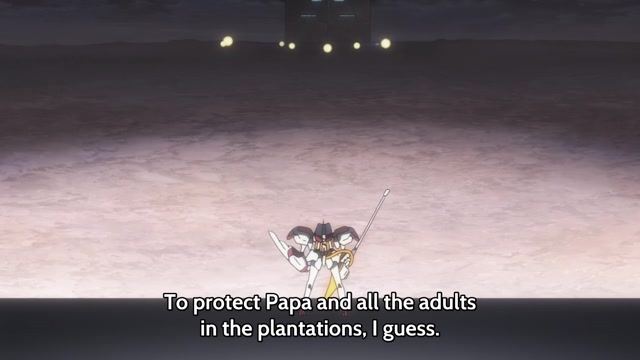 To protect Papa and all the adults
in the plantations, I guess.